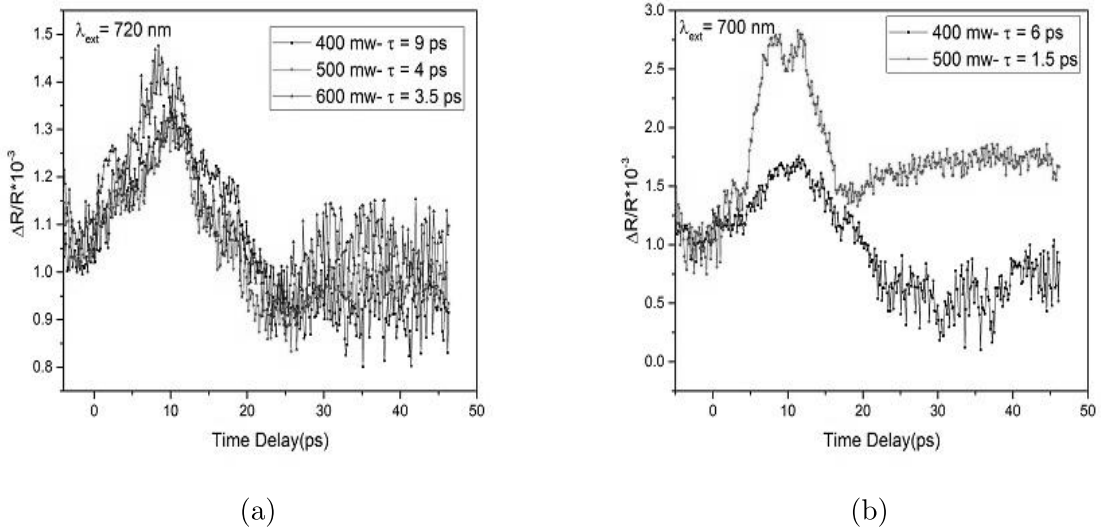 λext= 720 nm
400 mw- τ = 9 ps
500 mw- τ = 4 ps
600 mw- τ = 3.5 ps
1.5
1.4
1.3
1.2
1.1
1.0
0.9
0.8
ΔR/R*10⁻³
0 10 20 30 40 50
Time Delay(ps)
(a)
λext= 700 nm
400 mw- τ = 6 ps
500 mw- τ = 1.5 ps
3.0
2.5
2.0
1.5
1.0
0.5
0.0
ΔR/R*10⁻³
0 10 20 30 40 50
Time Delay(ps)
(b)